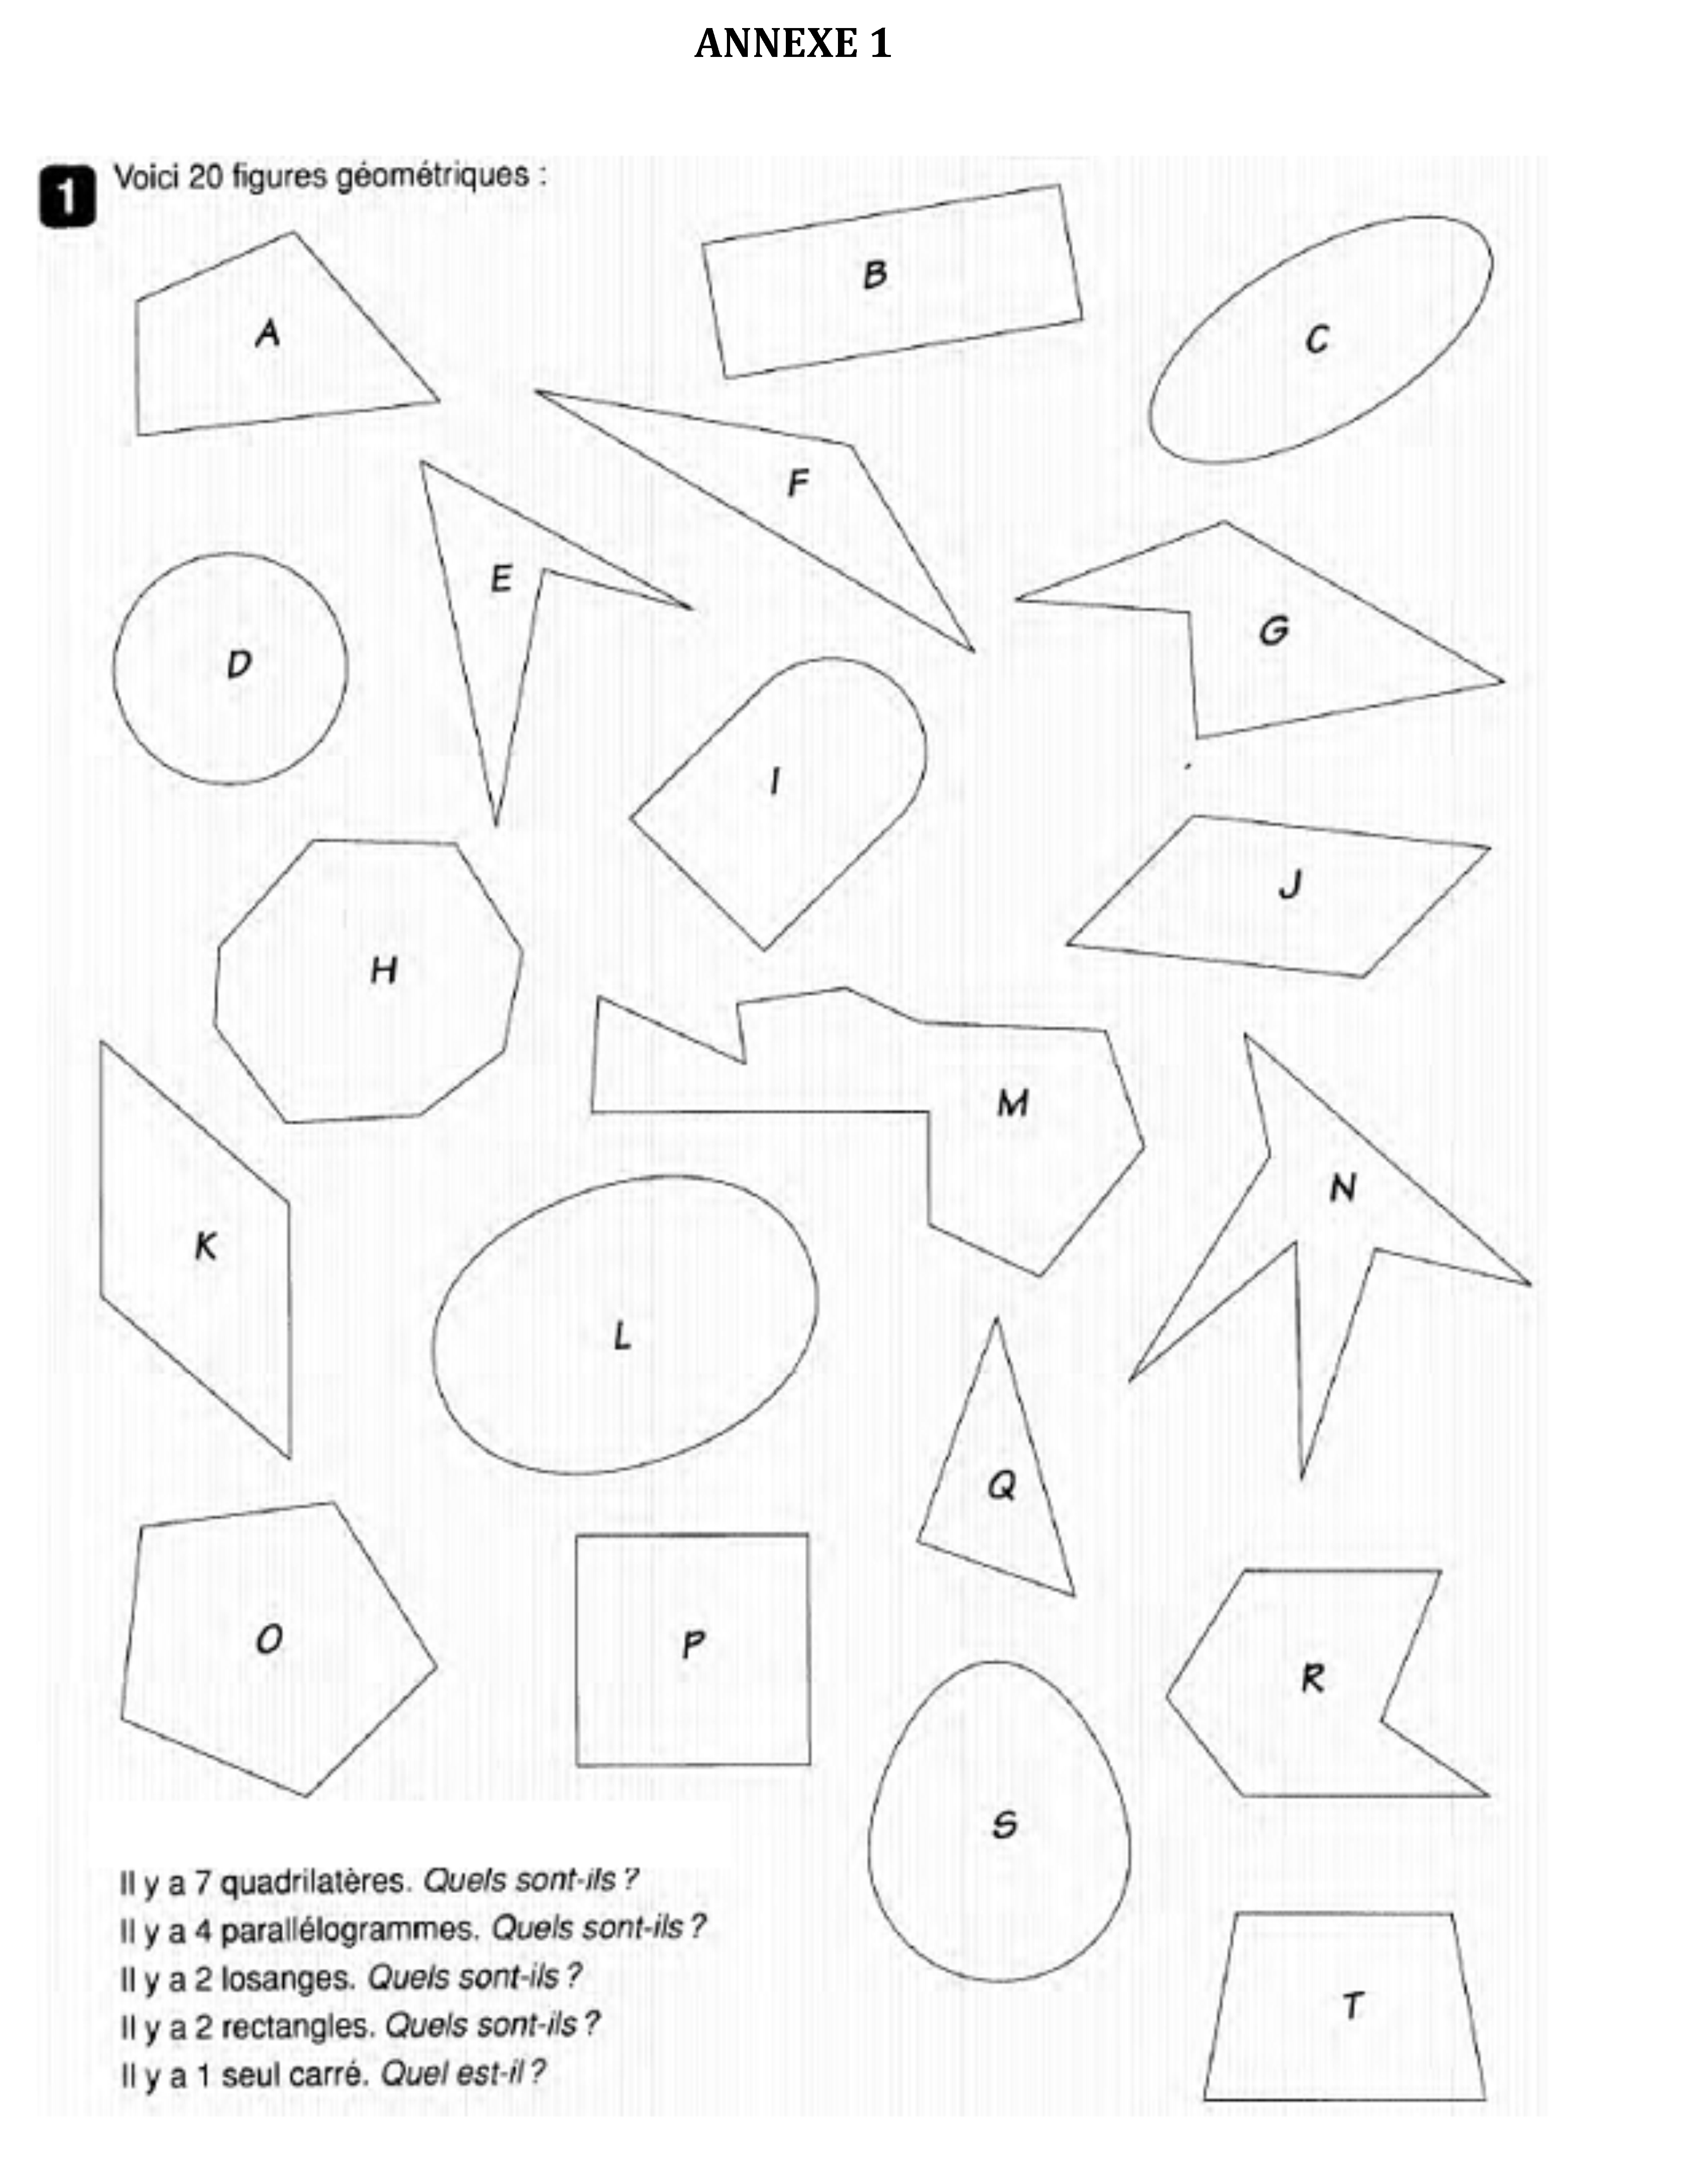 ANNEXE 1
1 Voici 20 figures géométriques :
A
B
C
F
E
G
D
I
J
H
M
N
K
L
Q
O
P
R
S
T
Il y a 7 quadrilatères. Quels sont-ils ?
Il y a 4 parallélogrammes. Quels sont-ils ?
Il y a 2 losanges. Quels sont-ils ?
Il y a 2 rectangles. Quels sont-ils ?
Il y a 1 seul carré. Quel est-il ?